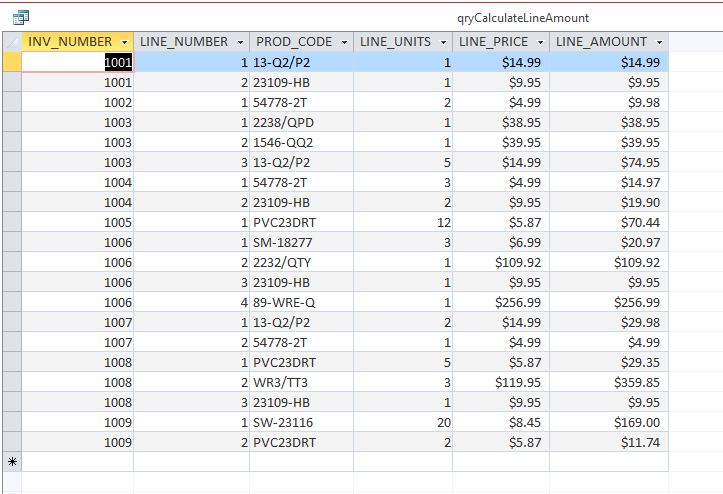 qryCalculateLineAmount
INV_NUMBER LINE_NUMBER PROD_CODE LINE_UNITS LINE_PRICE LINE_AMOUNT
1001 1 13-Q2/P2 1 $14.99 $14.99
1001 2 23109-HB 1 $9.95 $9.95
1002 1 54778-2T 2 $4.99 $9.98
1003 1 2238/QPD 1 $38.95 $38.95
1003 2 1546-QQ2 1 $39.95 $39.95
1003 3 13-Q2/P2 5 $14.99 $74.95
1004 1 54778-2T 3 $4.99 $14.97
1004 2 23109-HB 2 $9.95 $19.90
1005 1 PVC23DRT 12 $5.87 $70.44
1006 1 SM-18277 3 $6.99 $20.97
1006 2 2232/QTY 1 $109.92 $109.92
1006 3 23109-HB 1 $9.95 $9.95
1006 4 89-WRE-Q 1 $256.99 $256.99
1007 1 13-Q2/P2 2 $14.99 $29.98
1007 2 54778-2T 1 $4.99 $4.99
1008 1 PVC23DRT 5 $5.87 $29.35
1008 2 WR3/TT3 3 $119.95 $359.85
1008 3 23109-HB 1 $9.95 $9.95
1009 1 SW-23116 20 $8.45 $169.00
1009 2 PVC23DRT 2 $5.87 $11.74